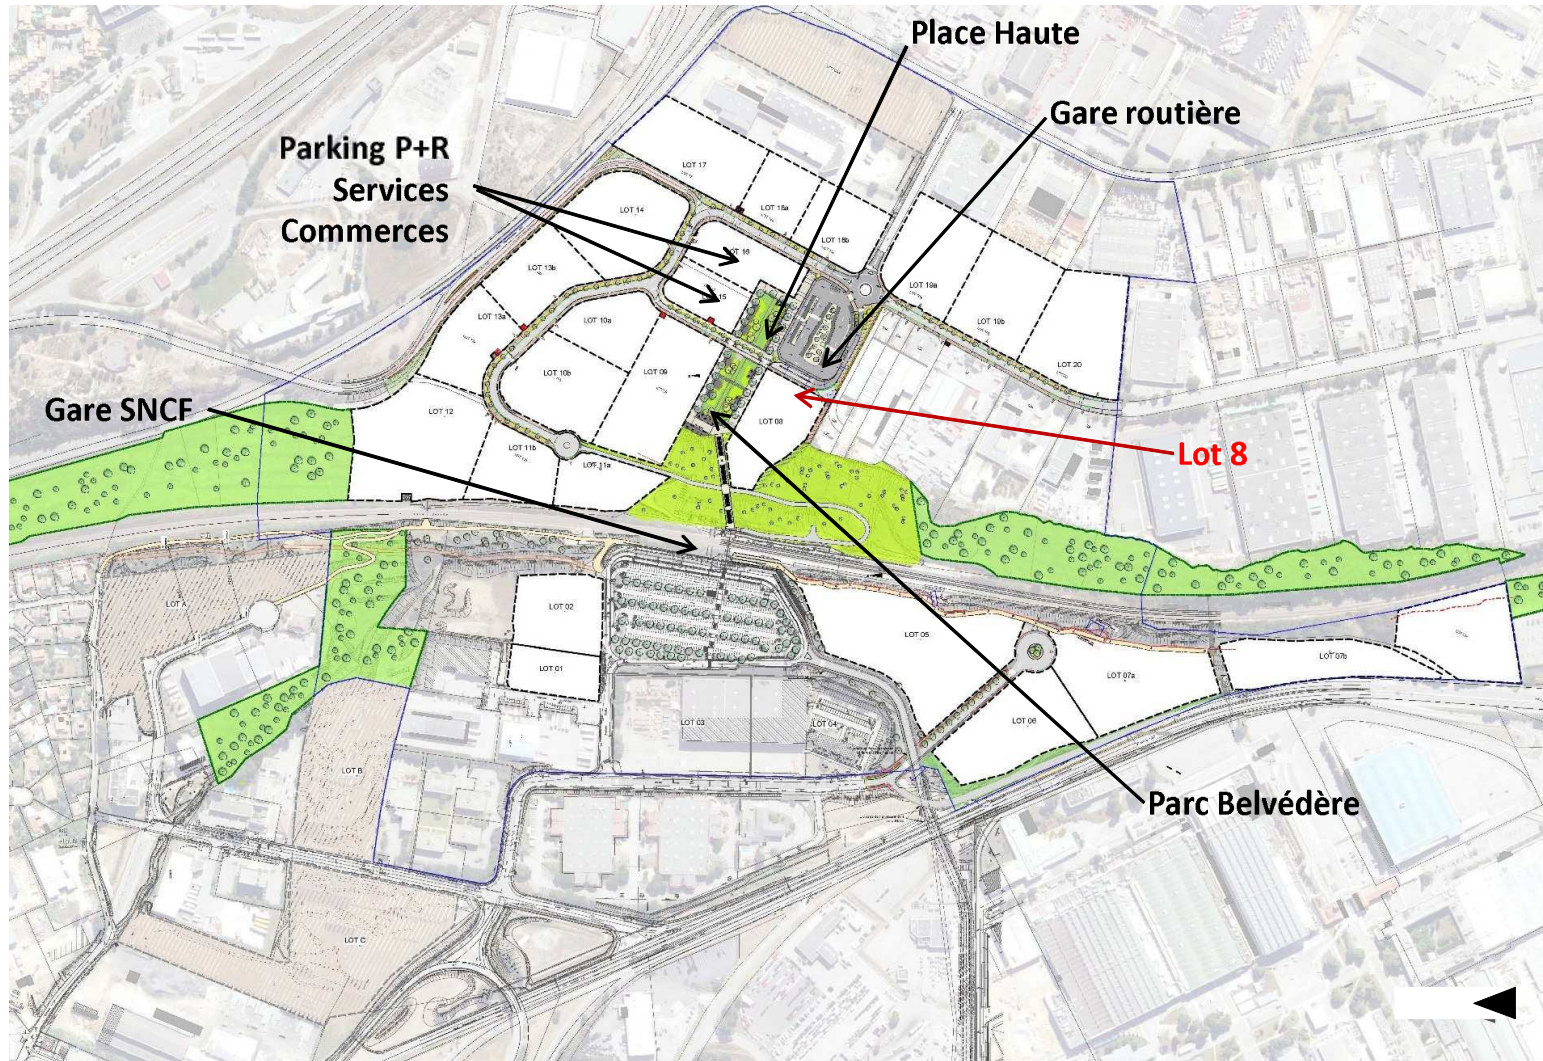 Place Haute
Gare routière
Parking P+R
Services
Commerces
LOT 17
LOT 14
LOT 18a
LOT 18b
LOT 16
LOT 13b
LOT 19a
15
LOT 13a
LOT 10a
LOT 19b
LOT 20
LOT 10b
LOT 09
Gare SNCF
LOT 12
LOT 08
LOT 11b
LOT 11a
Lot 8
LOT A
LOT 02
LOT 05
LOT 01
LOT 07b
LOT 07a
LOT 03
LOT 04
LOT 06
LOT B
Parc Belvédère
LOT C